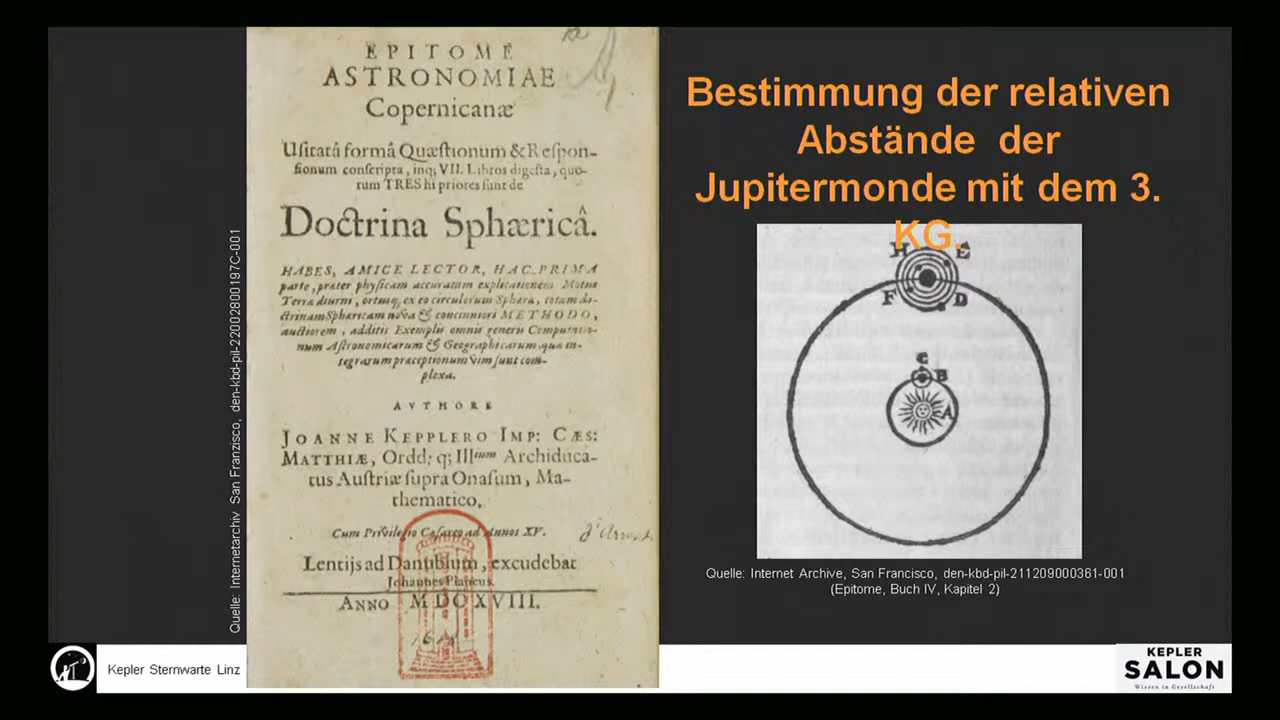 EPITOME
ASTRONOMIAE
Copernicanæ
Usitatâ formâ Quæstionum & Respon-
sionum conscripta, inq; VII. Libros digesta, quo-
rum TRES hi priores sunt de
Doctrina Sphæricâ.
HABES, AMICE LECTOR, HAC PRIMA
parte, præter physicam accuratam explicationem Motus
Terræ diurni, ortusq; ex eo circulorum Sphæræ, totam do-
ctrinam Sphæricam nova & concinniori METHODO,
auctiorem, additis Exemplis omnis generis Computatio-
num Astronomicarum & Geographicarum, quæ in-
tegrarum præceptionum vim sunt com-
plexa.
AVTHORE
JOANNE KEPPLERO IMP: CÆS:
MATTHIÆ, Ordd: q; IIIium Archiduca-
tus Austriæ supra Onasum, Ma-
thematico.
Cum Privilegio Cæsareo ad Annos XV.
Lentijs ad Danubium, excudebat
Johannes Plancus.
ANNO MDCXVIII.
Quelle: Internetarchiv San Franzisco, den-kbd-pil-22002800197C-001
Bestimmung der relativen
Abstände der
Jupitermonde mit dem 3.
KG.
H E
F D
C
B
A
Quelle: Internet Archive, San Francisco, den-kbd-pil-211209000361-001
(Epitome, Buch IV, Kapitel 2)
Kepler Sternwarte Linz
KEPLER
SALON
Wissen in Gesellschaft